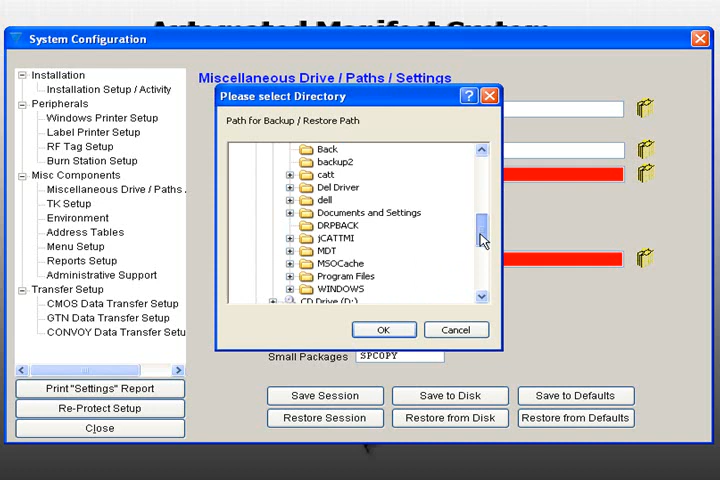 Automated Manifest System
System Configuration
Installation
Installation Setup / Activity
Peripherals
Windows Printer Setup
Label Printer Setup
RF Tag Setup
Burn Station Setup
Misc Components
Miscellaneous Drive / Paths
TK Setup
Environment
Address Tables
Menu Setup
Reports Setup
Administrative Support
Transfer Setup
CMOS Data Transfer Setup
GTN Data Transfer Setup
CONVOY Data Transfer Setu
Print "Settings" Report
Re-Protect Setup
Close
Miscellaneous Drive / Paths / Settings
Please select Directory
Path for Backup / Restore Path
Back
backup2
catt
Del Driver
dell
Documents and Settings
DRPBACK
jCATTMI
MDT
MSOCache
Program Files
WINDOWS
CD Drive (D:)
OK Cancel
Small Packages SPCOPY
Save Session Save to Disk Save to Defaults
Restore Session Restore from Disk Restore from Defaults